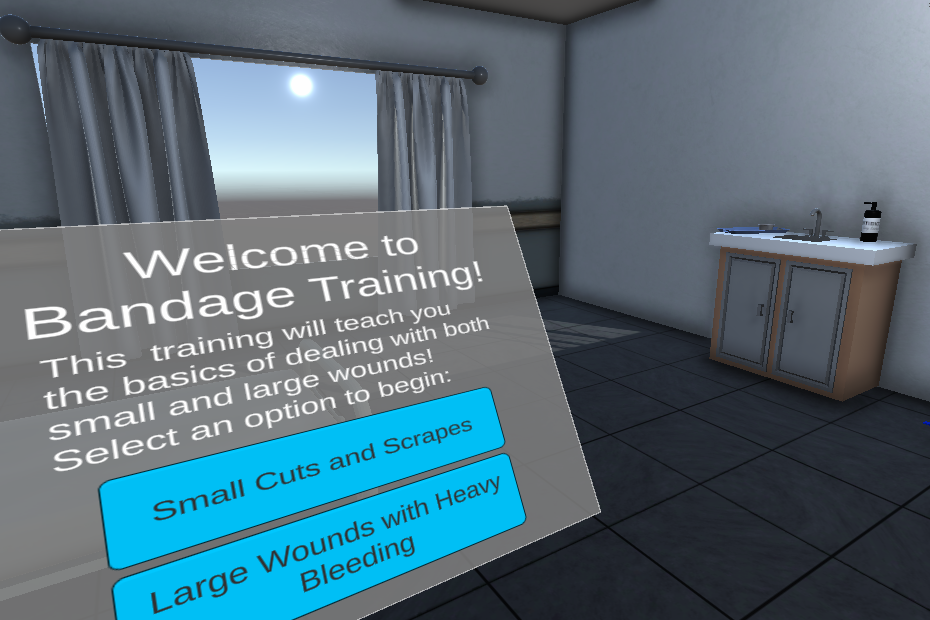 Welcome to
Bandage Training!
This training will teach you
the basics of dealing with both
small and large wounds!
Select an option to begin:
Small Cuts and Scrapes
Large Wounds with Heavy
Bleeding